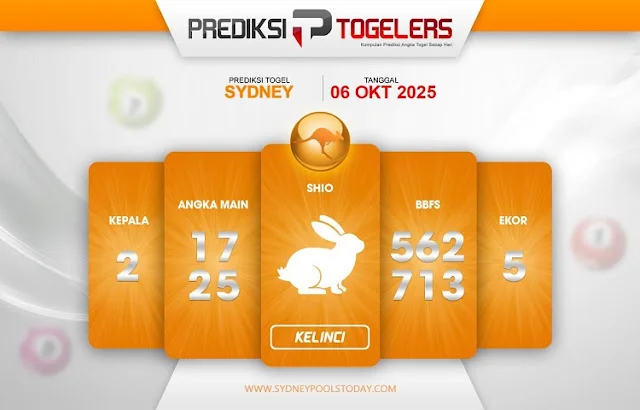 PREDIKSI TP TOGELERS
Kumpulan Prediksi Angka Togel Setiap Hari
PREDIKSI TOGEL
SYDNEY
TANGGAL
06 OKT 2025
KEPALA
2
ANGKA MAIN
17
25
SHIO
KELINCI
BBFS
562
713
EKOR
5
WWW.SYDNEYPOOLSTODAY.COM